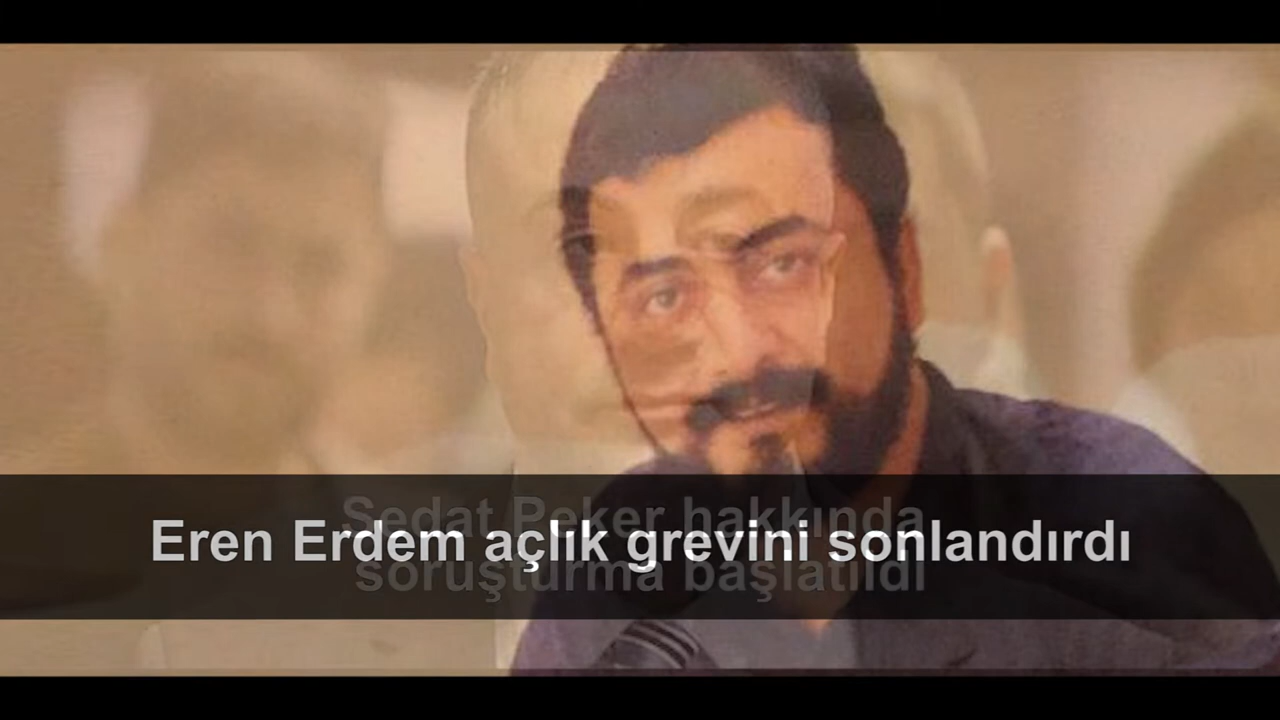 Sedat Peker hakkında
Eren Erdem açlık grevini sonlandırdı
soruşturma başlatıldı